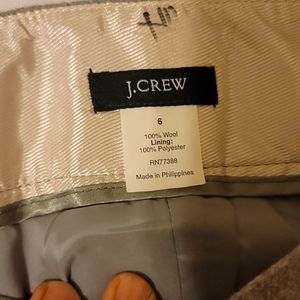 J.CREW
6
100% Wool
Lining:
100% Polyester
RN77388
Made in Philippines